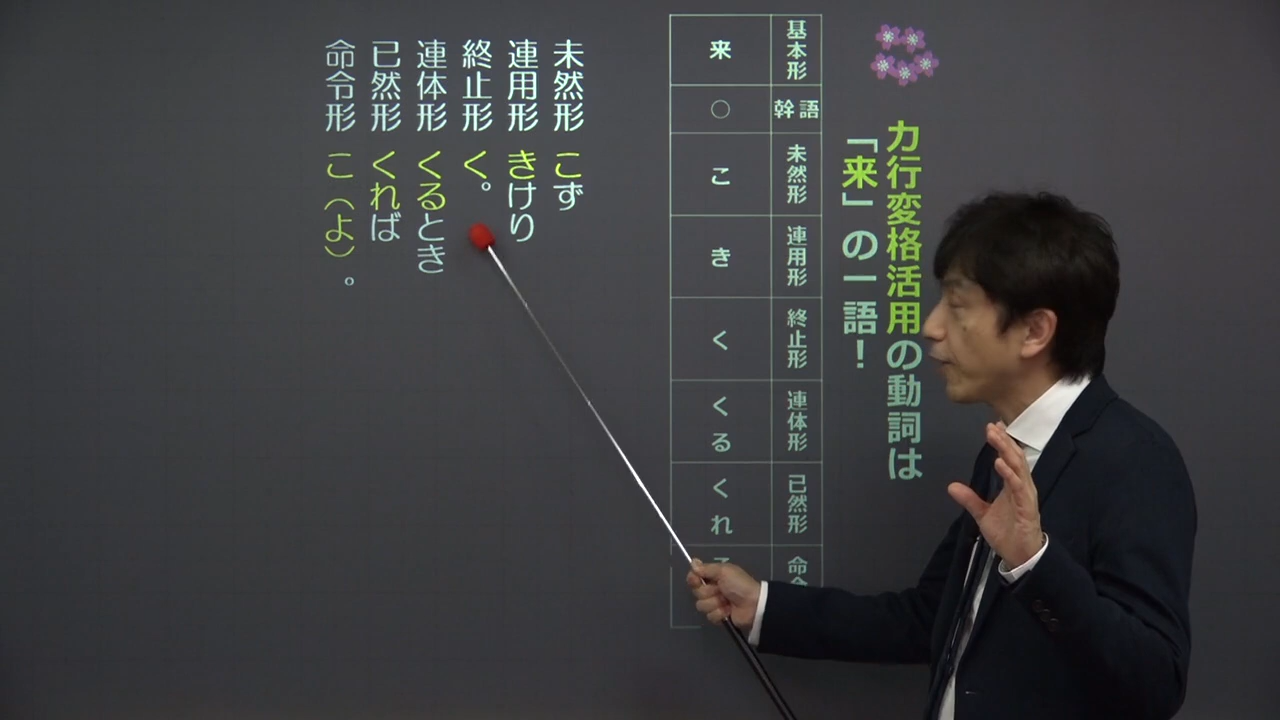 カ行変格活用の動詞は
「来」の一語！
基本形
語幹
未然形
連用形
終止形
連体形
已然形
命令
来
○
こ
き
く
くる
くれ
未然形 こず
連用形 きけり
終止形 く。
連体形 くるとき
已然形 くれば
命令形 こ（よ）。